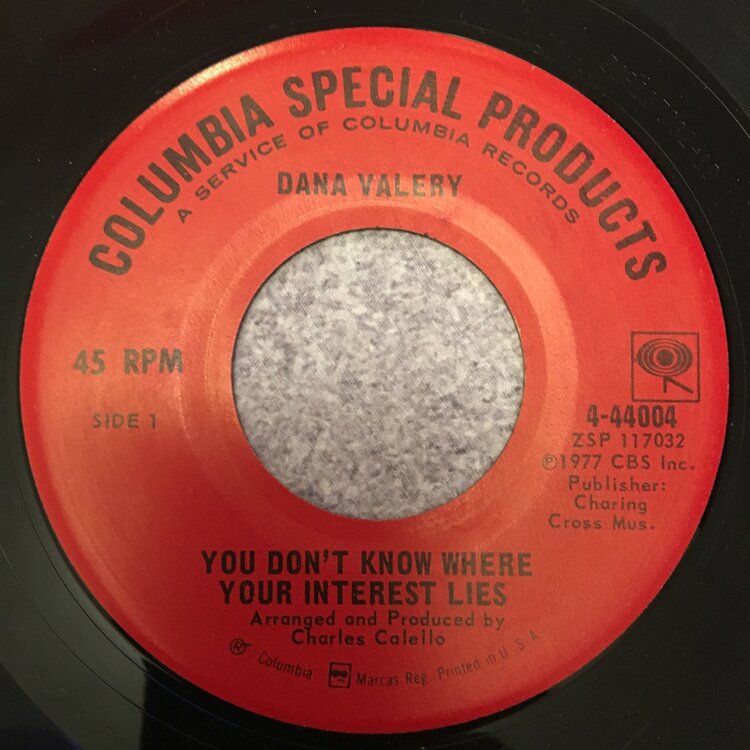 COLUMBIA SPECIAL PRODUCTS
A SERVICE OF COLUMBIA RECORDS
DANA VALERY
45 RPM
SIDE 1
4-44004
ZSP 117032
Ⓟ1977 CBS Inc.
Publisher:
Charing
Cross Mus.
YOU DON'T KNOW WHERE
YOUR INTEREST LIES
Arranged and Produced by
Charles Calello
® "Columbia" Marcas Reg. Printed in U.S.A